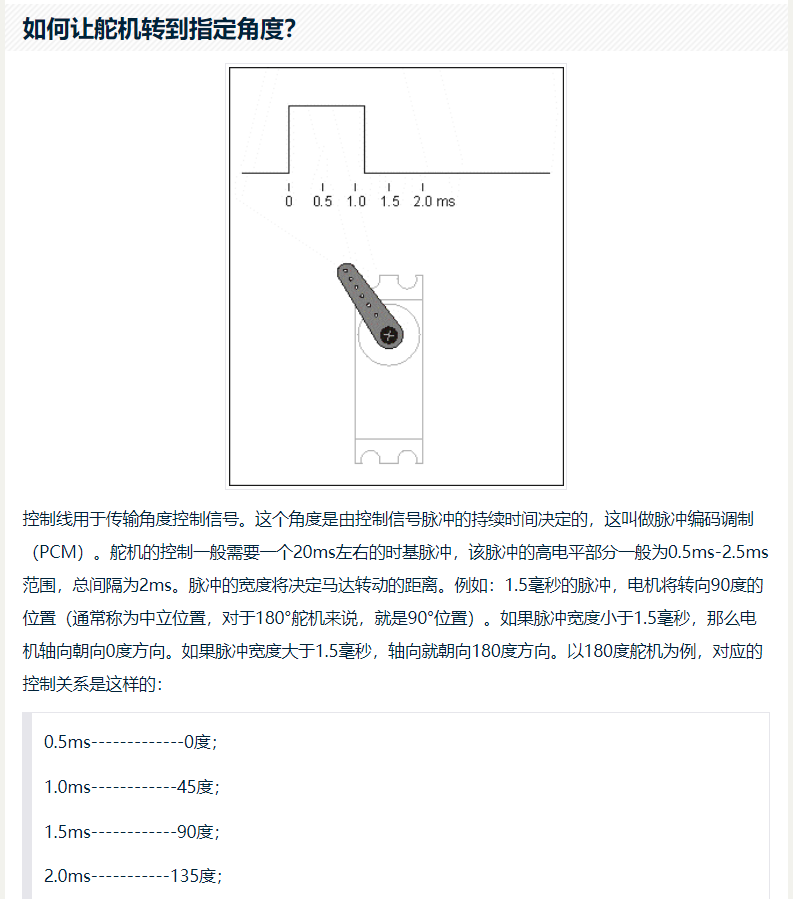 如何让舵机转到指定角度？
0 0.5 1.0 1.5 2.0 ms
控制线用于传输角度控制信号。这个角度是由控制信号脉冲的持续时间决定的，这叫做脉冲编码调制
（PCM）。舵机的控制一般需要一个20ms左右的时基脉冲，该脉冲的高电平部分一般为0.5ms-2.5ms
范围，总间隔为2ms。脉冲的宽度将决定马达转动的距离。例如：1.5毫秒的脉冲，电机将转向90度的
位置（通常称为中立位置，对于180°舵机来说，就是90°位置）。如果脉冲宽度小于1.5毫秒，那么电
机轴向朝向0度方向。如果脉冲宽度大于1.5毫秒，轴向就朝向180度方向。以180度舵机为例，对应的
控制关系是这样的：
0.5ms-------------0度；
1.0ms------------45度；
1.5ms------------90度；
2.0ms-----------135度；